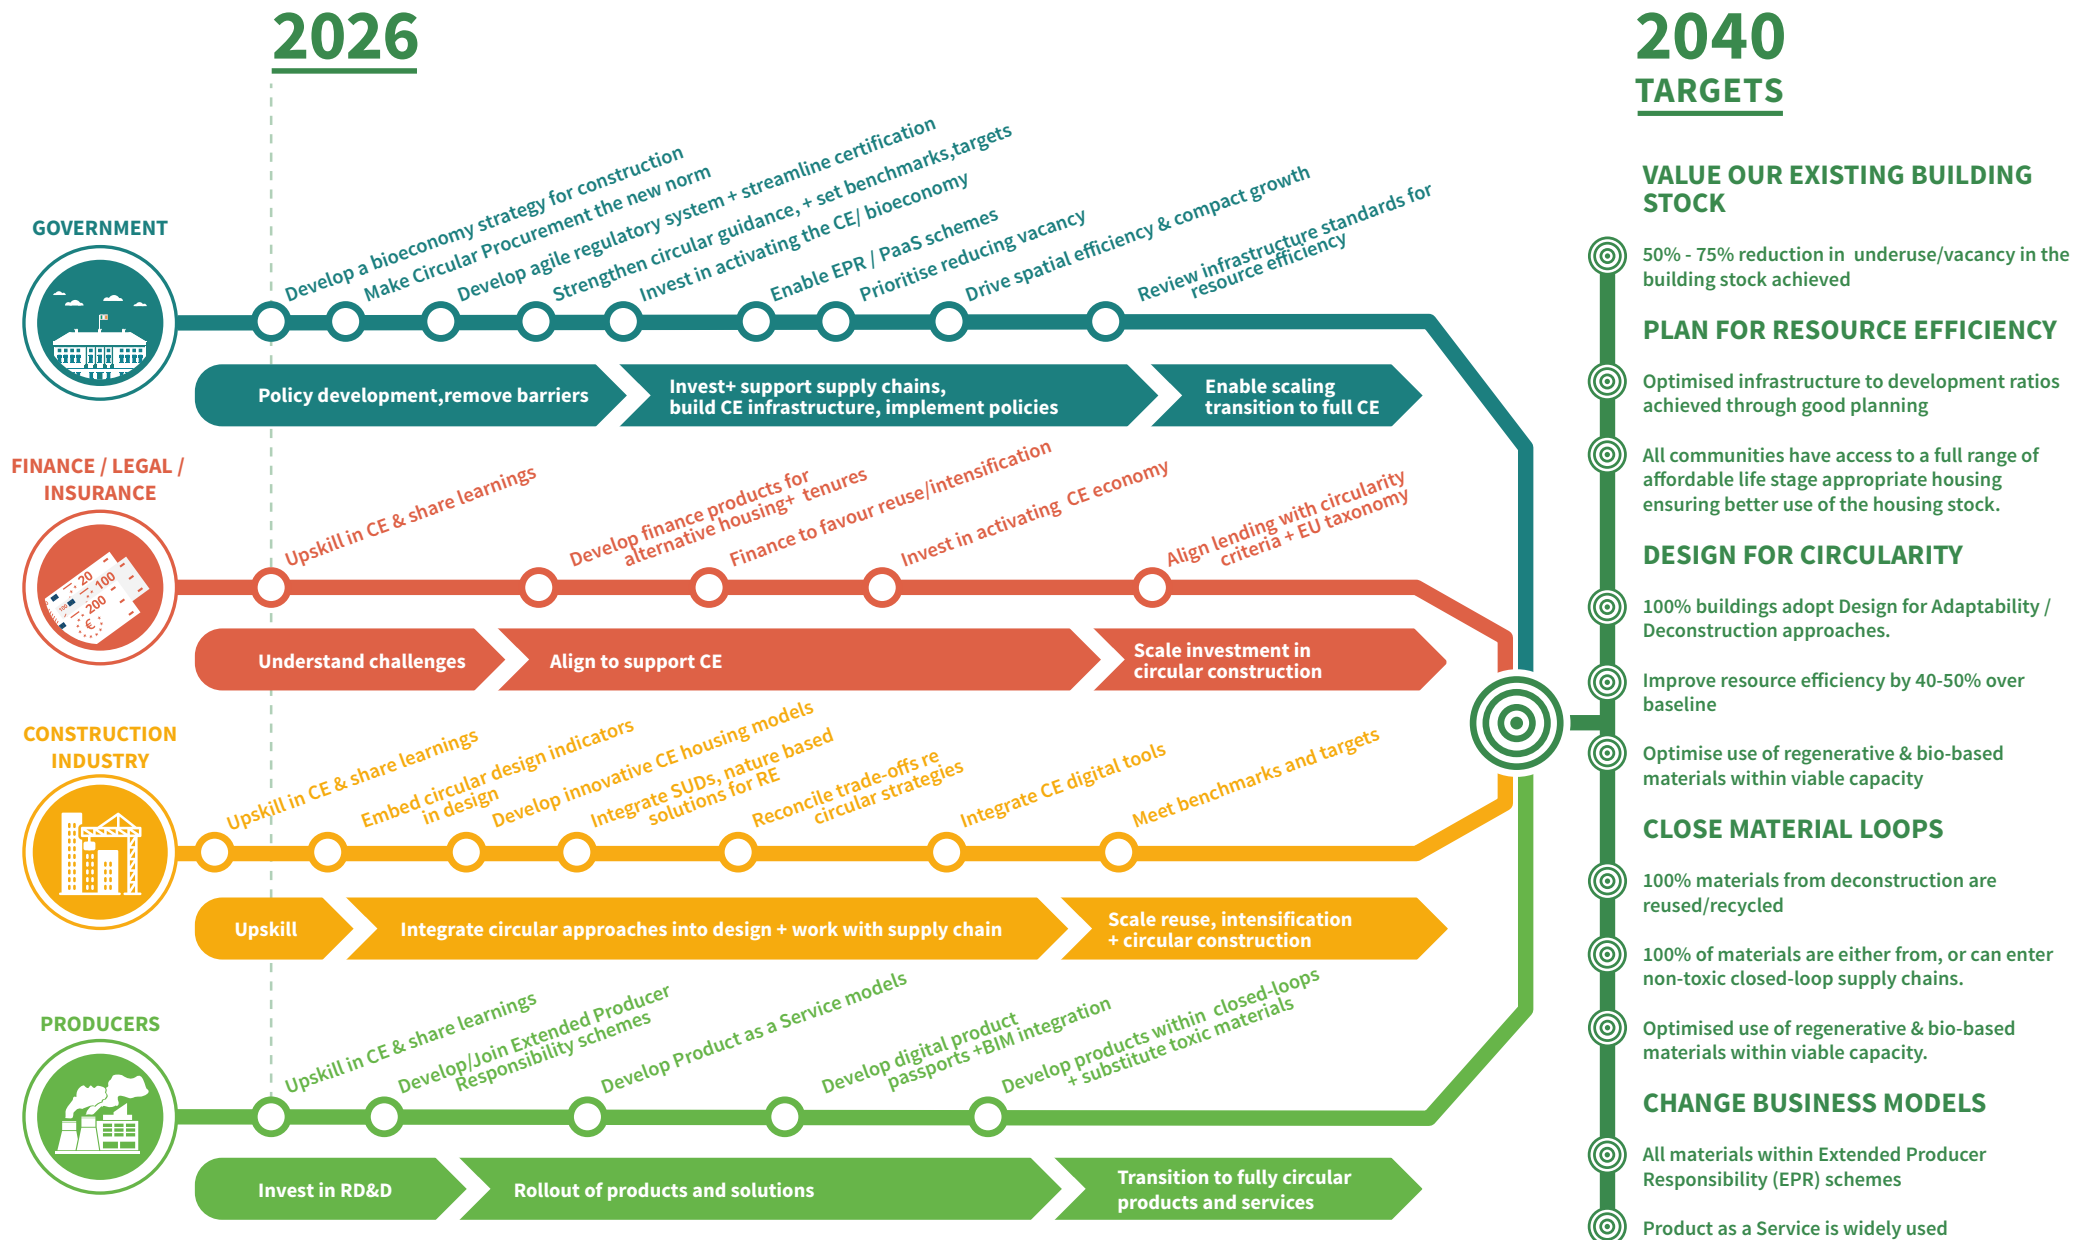 2026
GOVERNMENT
Develop a bioeconomy strategy for construction
Make Circular Procurement the new norm
Develop agile regulatory system + streamline certification
Strengthen circular guidance, + set benchmarks,targets
Invest in activating the CE/ bioeconomy
Enable EPR / PaaS schemes
Prioritise reducing vacancy
Drive spatial efficiency & compact growth
Review infrastructure standards for
resource efficiency
Policy development,remove barriers
Invest+ support supply chains,
build CE infrastructure, implement policies
Enable scaling
transition to full CE
FINANCE / LEGAL /
INSURANCE
20
100
200
€
100
Upskill in CE & share learnings
Develop finance products for
alternative housing+ tenures
Finance to favour reuse/intensification
Invest in activating CE economy
Align lending with circularity
criteria + EU taxonomy
Understand challenges
Align to support CE
Scale investment in
circular construction
CONSTRUCTION
INDUSTRY
Upskill in CE & share learnings
Embed circular design indicators
in design
Develop innovative CE housing models
Integrate SUDs, nature based
solutions for RE
Reconcile trade-offs re
circular strategies
Integrate CE digital tools
Meet benchmarks and targets
Upskill
Integrate circular approaches into design + work with supply chain
Scale reuse, intensification
+ circular construction
PRODUCERS
Upskill in CE & share learnings
Develop/Join Extended Producer
Responsibility schemes
Develop Product as a Service models
Develop digital product
passports +BIM integration
Develop products within closed-loops
+ substitute toxic materials
Invest in RD&D
Rollout of products and solutions
Transition to fully circular
products and services
2040
TARGETS
VALUE OUR EXISTING BUILDING
STOCK
50% - 75% reduction in underuse/vacancy in the
building stock achieved
PLAN FOR RESOURCE EFFICIENCY
Optimised infrastructure to development ratios
achieved through good planning
All communities have access to a full range of
affordable life stage appropriate housing
ensuring better use of the housing stock.
DESIGN FOR CIRCULARITY
100% buildings adopt Design for Adaptability /
Deconstruction approaches.
Improve resource efficiency by 40-50% over
baseline
Optimise use of regenerative & bio-based
materials within viable capacity
CLOSE MATERIAL LOOPS
100% materials from deconstruction are
reused/recycled
100% of materials are either from, or can enter
non-toxic closed-loop supply chains.
Optimised use of regenerative & bio-based
materials within viable capacity.
CHANGE BUSINESS MODELS
All materials within Extended Producer
Responsibility (EPR) schemes
Product as a Service is widely used